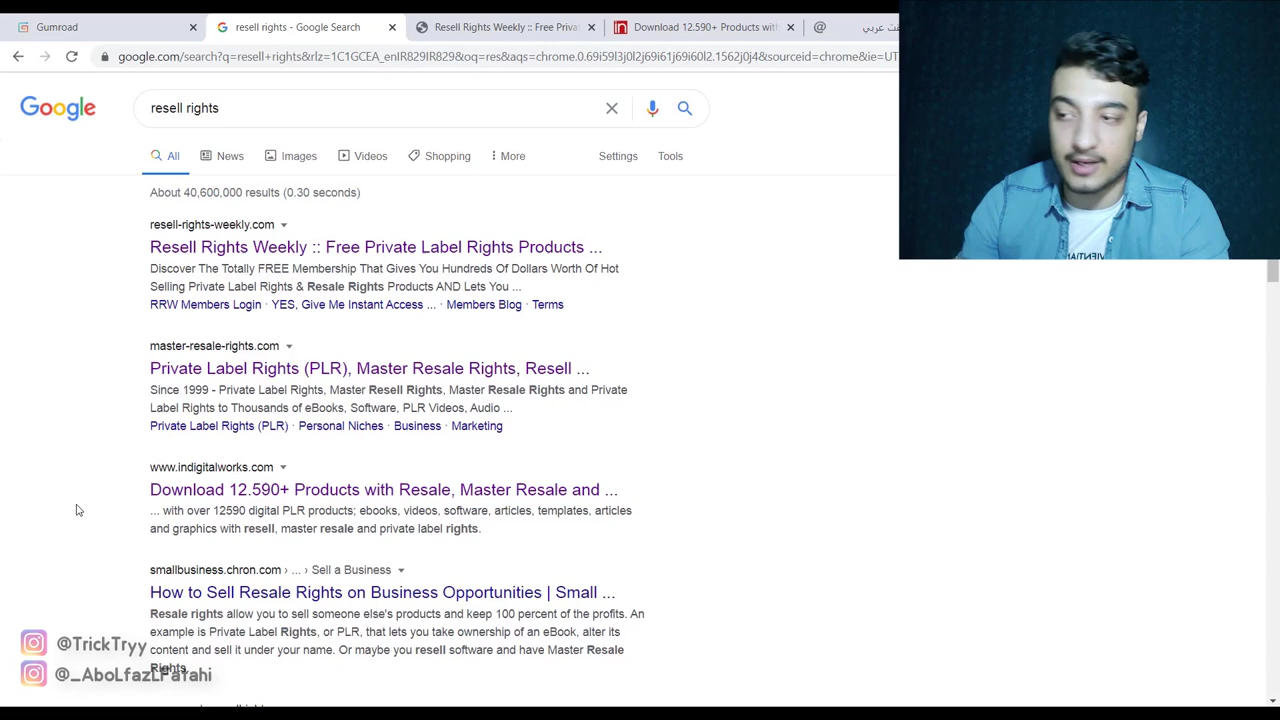 Gumroad
resell rights - Google Search
Resell Rights Weekly :: Free Privat
Download 12.590+ Products with
google.com/search?q=resell+rights&rlz=1C1GCEA_enIR829IR829&oq=res&aqs=chrome.0.69i59l3j0l2j69i61j69i60l2.1562j0j4&sourceid=chrome&ie=UT
Google
resell rights
All
News
Images
Videos
Shopping
More
Settings
Tools
About 40,600,000 results (0.30 seconds)
resell-rights-weekly.com
Resell Rights Weekly :: Free Private Label Rights Products ...
Discover The Totally FREE Membership That Gives You Hundreds Of Dollars Worth Of Hot
Selling Private Label Rights & Resale Rights Products AND Lets You ...
RRW Members Login · YES, Give Me Instant Access ... · Members Blog · Terms
master-resale-rights.com
Private Label Rights (PLR), Master Resale Rights, Resell ...
Since 1999 - Private Label Rights, Master Resell Rights, Master Resale Rights and Private
Label Rights to Thousands of eBooks, Software, PLR Videos, Audio ...
Private Label Rights (PLR) · Personal Niches · Business · Marketing
www.indigitalworks.com
Download 12.590+ Products with Resale, Master Resale and ...
... with over 12590 digital PLR products; ebooks, videos, software, articles, templates, articles
and graphics with resell, master resale and private label rights.
smallbusiness.chron.com › ... › Sell a Business
How to Sell Resale Rights on Business Opportunities | Small ...
Resale rights allow you to sell someone else's products and keep 100 percent of the profits. An
example is Private Label Rights, or PLR, that lets you take ownership of an eBook, alter its
content and sell it under your name. Or maybe you resell software and have Master Resale
Rights.
@TrickTryy
@_AboLfazLFatahi